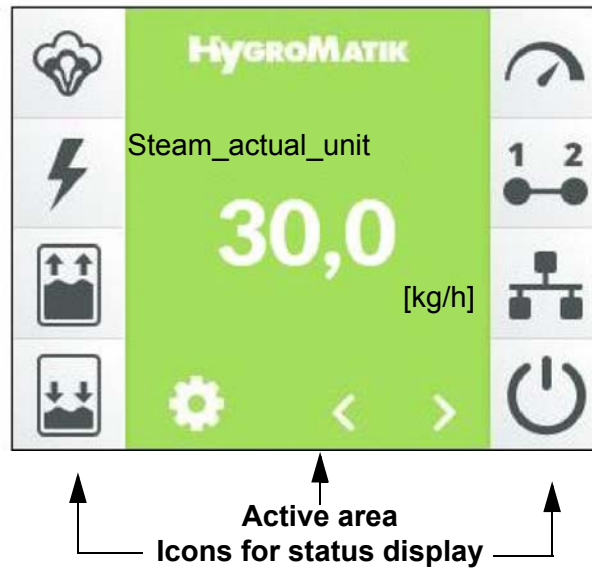 HYGROMATIK
Steam_actual_unit
1 2
30,0
[kg/h]
< >
Active area
Icons for status display